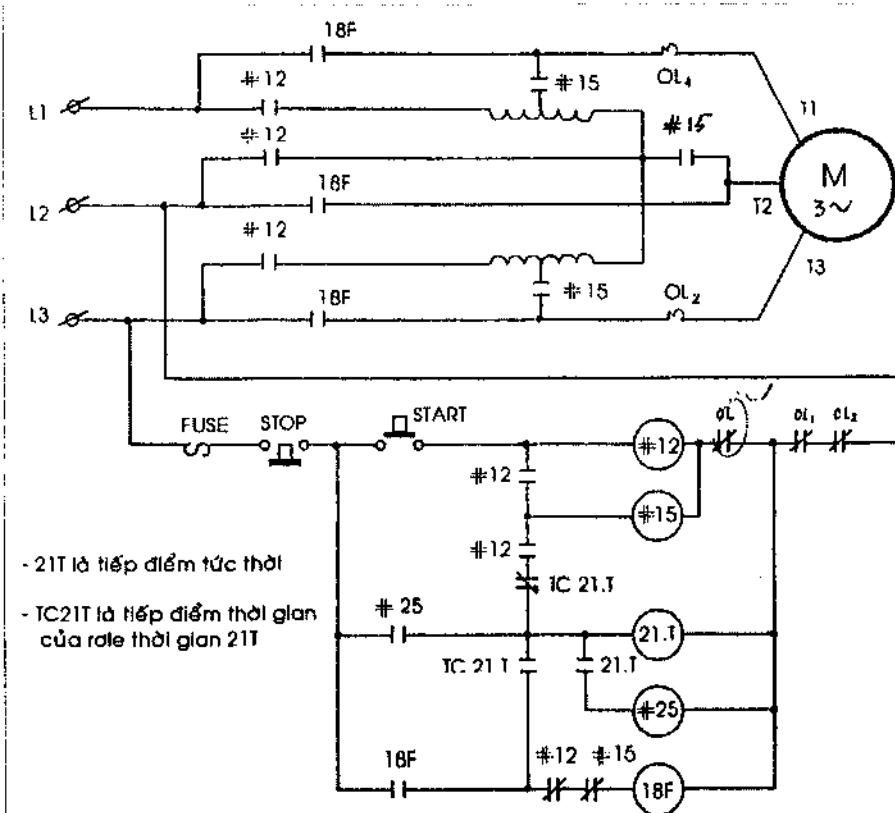 18F
#12
#15
OL₁
L1
T1
#12
#15
M
3~
L2
18F
T2
#12
T3
#15
OL₂
18F
L3
FUSE
STOP
START
OL
OL₁
OL₂
#12
#12
#15
#12
TC 21.T
- 21T là tiếp điểm tức thời
- TC21T là tiếp điểm thời gian
của rơle thời gian 21T
#25
21.T
TC 21.T
21.T
#25
18F
#12
#15
18F